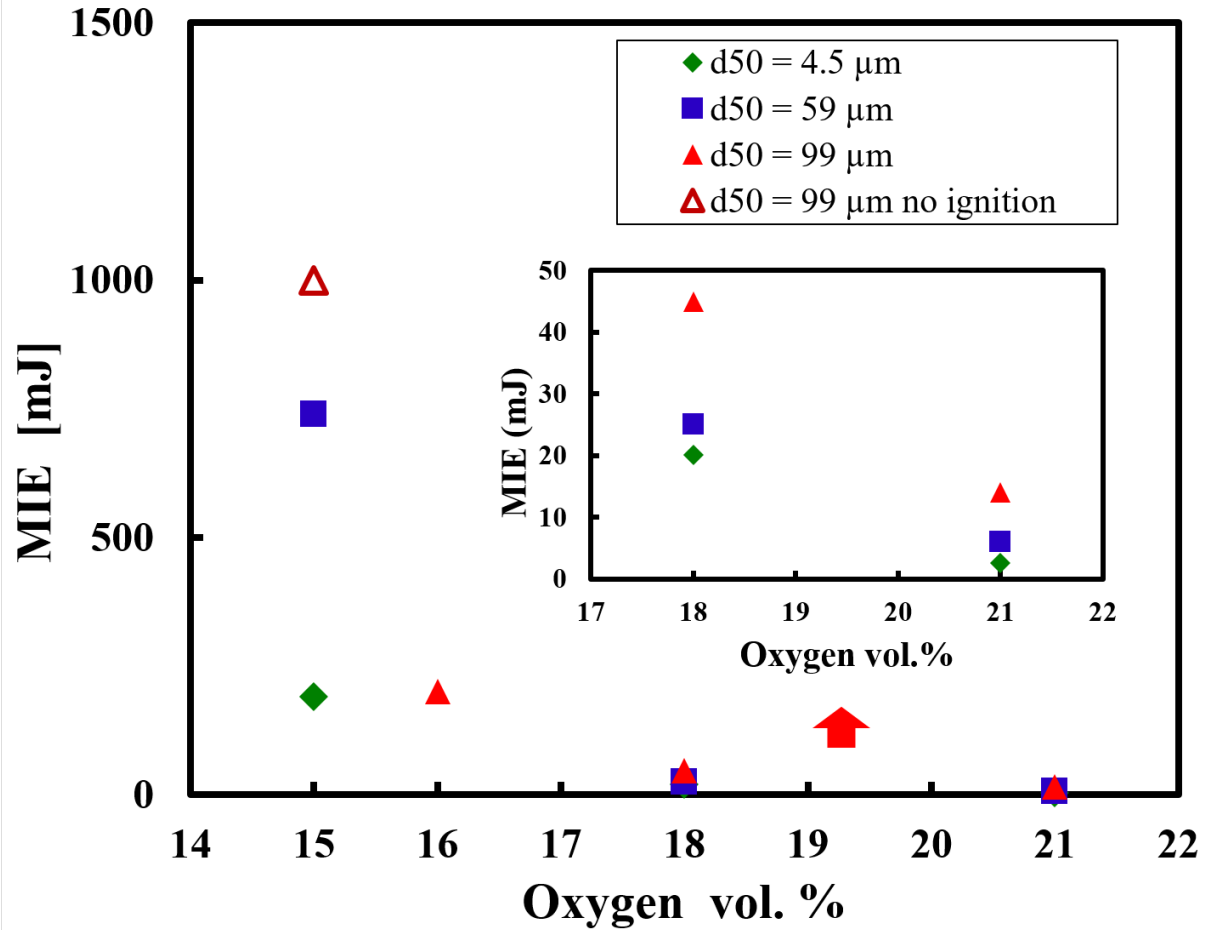 1500
1000
500
0
MIE [mJ]
14 15 16 17 18 19 20 21 22
Oxygen vol. %
d50 = 4.5 µm
d50 = 59 µm
d50 = 99 µm
d50 = 99 µm no ignition
50
40
30
20
10
0
MIE (mJ)
17 18 19 20 21 22
Oxygen vol.%